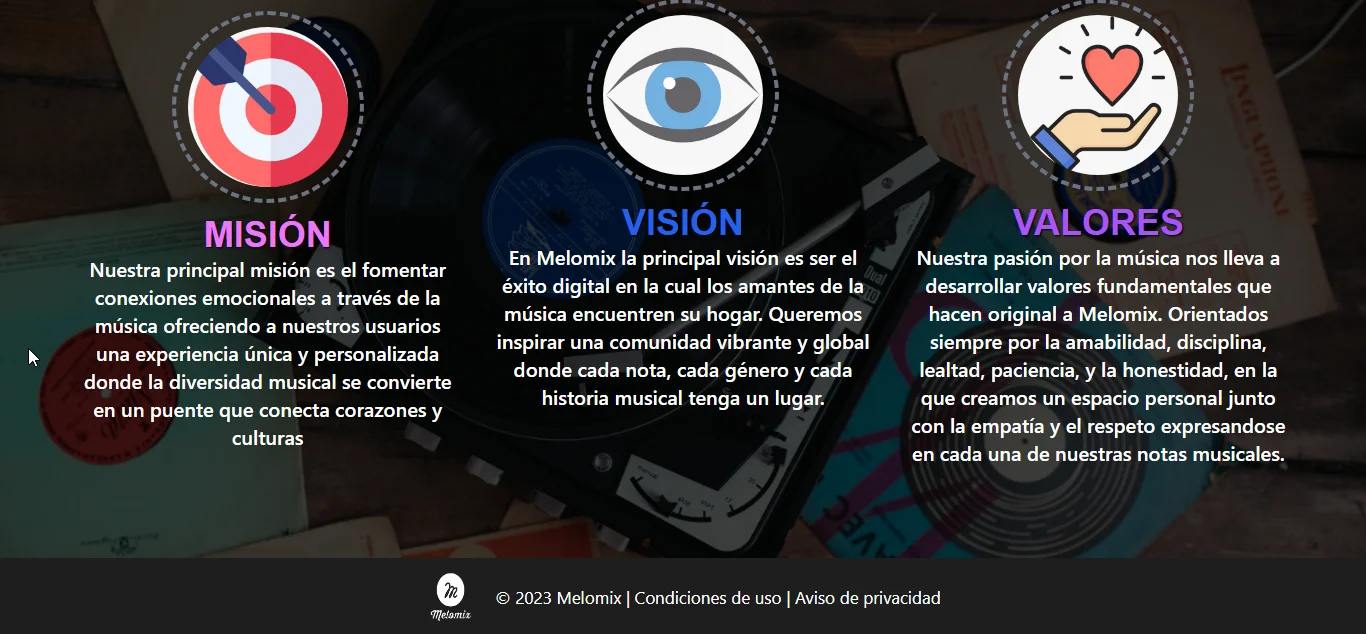 MISIÓN
Nuestra principal misión es el fomentar
conexiones emocionales a través de la
música ofreciendo a nuestros usuarios
una experiencia única y personalizada
donde la diversidad musical se convierte
en un puente que conecta corazones y
culturas
VISIÓN
En Melomix la principal visión es ser el
éxito digital en la cual los amantes de la
música encuentren su hogar. Queremos
inspirar una comunidad vibrante y global
donde cada nota, cada género y cada
historia musical tenga un lugar.
VALORES
Nuestra pasión por la música nos lleva a
desarrollar valores fundamentales que
hacen original a Melomix. Orientados
siempre por la amabilidad, disciplina,
lealtad, paciencia, y la honestidad, en la
que creamos un espacio personal junto
con la empatía y el respeto expresandose
en cada una de nuestras notas musicales.
Dual
M
Melomix
© 2023 Melomix | Condiciones de uso | Aviso de privacidad